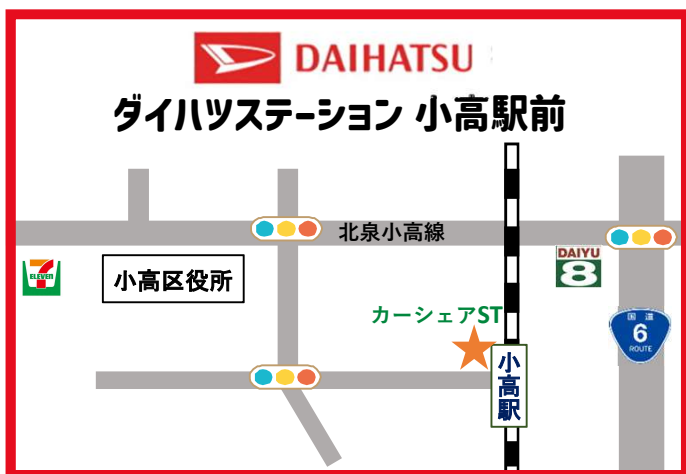 DAIHATSU
ダイハツステーション 小高駅前
北泉小高線
7
ELEVEN
小高区役所
DAIYU
8
カーシェアST
国道
6
ROUTE
小高駅